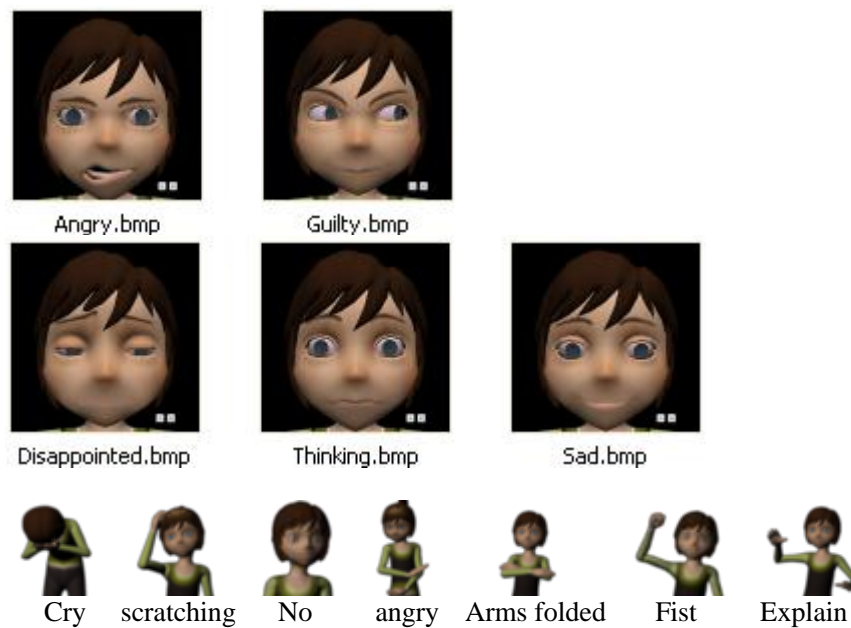 Angry.bmp Guilty.bmp
Disappointed.bmp Thinking.bmp Sad.bmp
Cry scratching No angry Arms folded Fist Explain